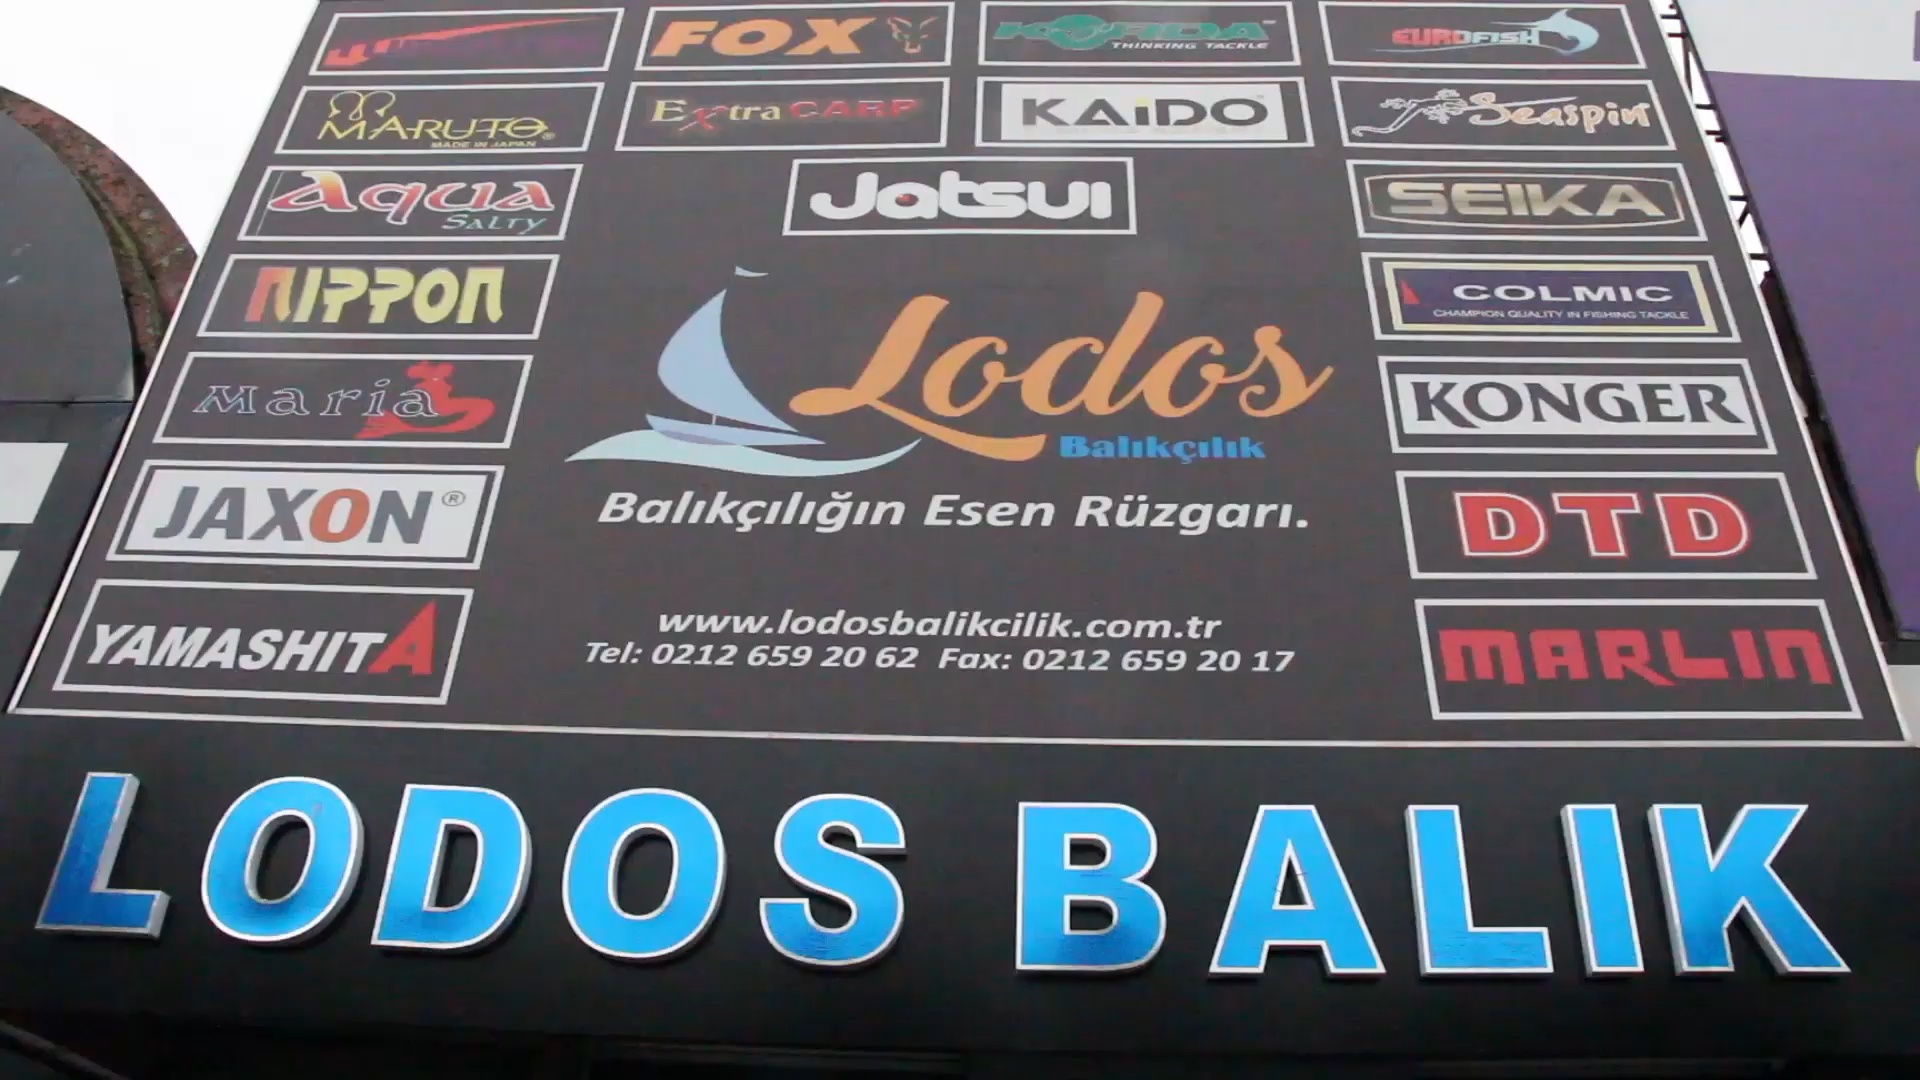 FOX
KORDA
THINKING TACKLE
EUROFISH
MARUTO
MADE IN JAPAN
Extra CARP
KAiDO
Seaspin
Aqua
SALTY
Jatsui
SEIKA
NIPPON
COLMIC
CHAMPION QUALITY IN FISHING TACKLE
Maria
Lodos
Balıkçılık
KONGER
JAXON®
Balıkçılığın Esen Rüzgarı.
DTD
YAMASHITA
www.lodosbalikcilik.com.tr
Tel: 0212 659 20 62 Fax: 0212 659 20 17
MARLIN
LODOS BALIK